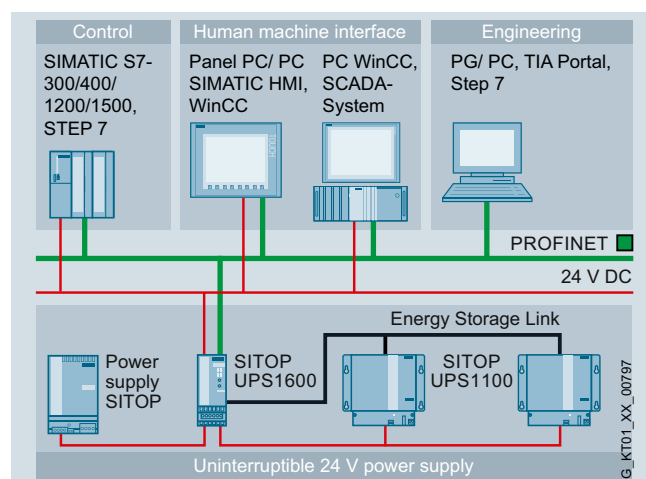 Control
Human machine interface
Engineering
SIMATIC S7-
300/400/
1200/1500,
STEP 7
Panel PC/ PC
SIMATIC HMI,
WinCC
PC WinCC,
SCADA-
System
PG/ PC, TIA Portal,
Step 7
PROFINET
24 V DC
Energy Storage Link
Power
supply
SITOP
SITOP
UPS1600
SITOP
UPS1100
Uninterruptible 24 V power supply
G_KT01_XX_00797